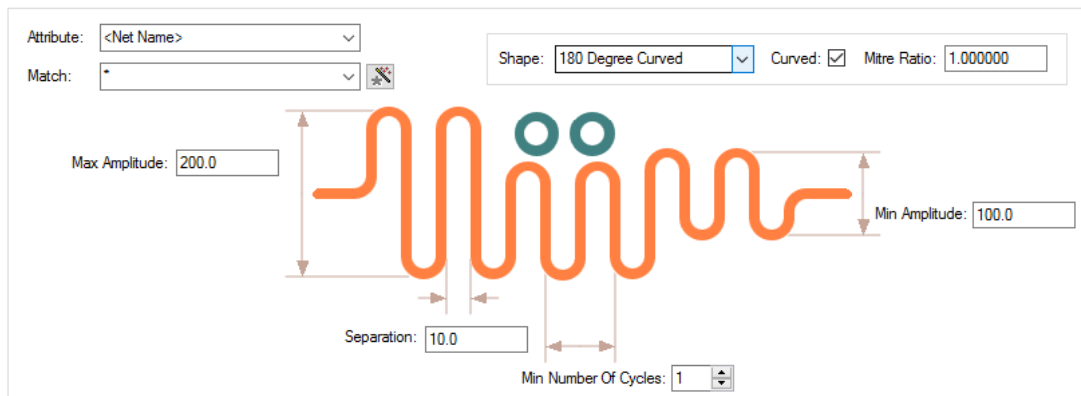 Attribute: <Net Name>
Shape: 180 Degree Curved Curved: Mitre Ratio: 1.000000
Match: *
Max Amplitude: 200.0
Min Amplitude: 100.0
Separation: 10.0
Min Number Of Cycles: 1